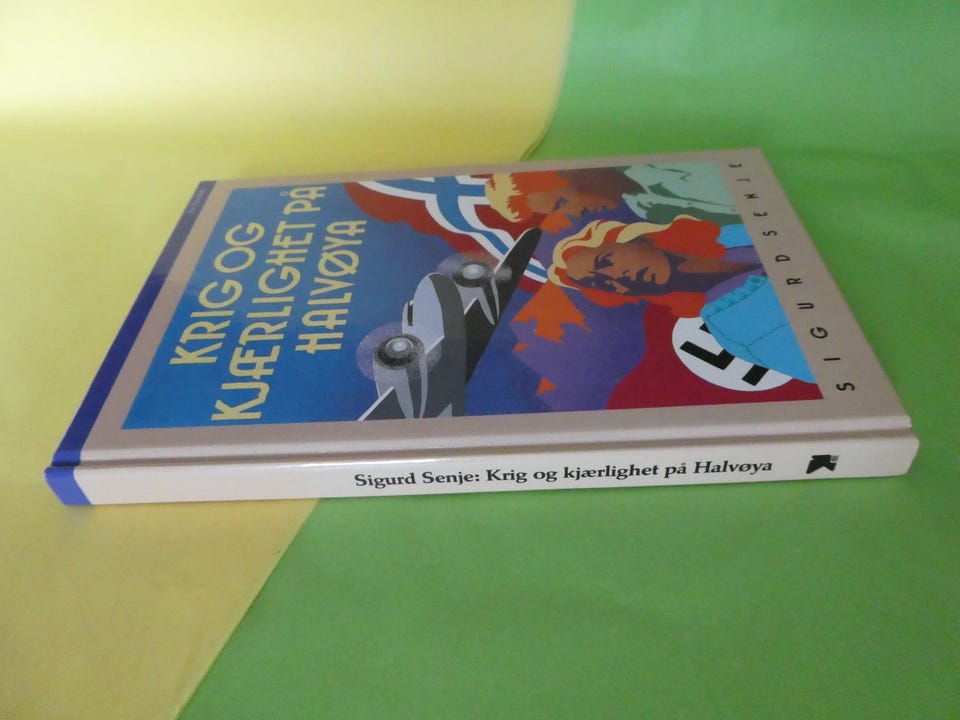 KRIG OG
KJÆRLIGHET PÅ
HALVØYA
SIGURD SENJE
Sigurd Senje: Krig og kjærlighet på Halvøya